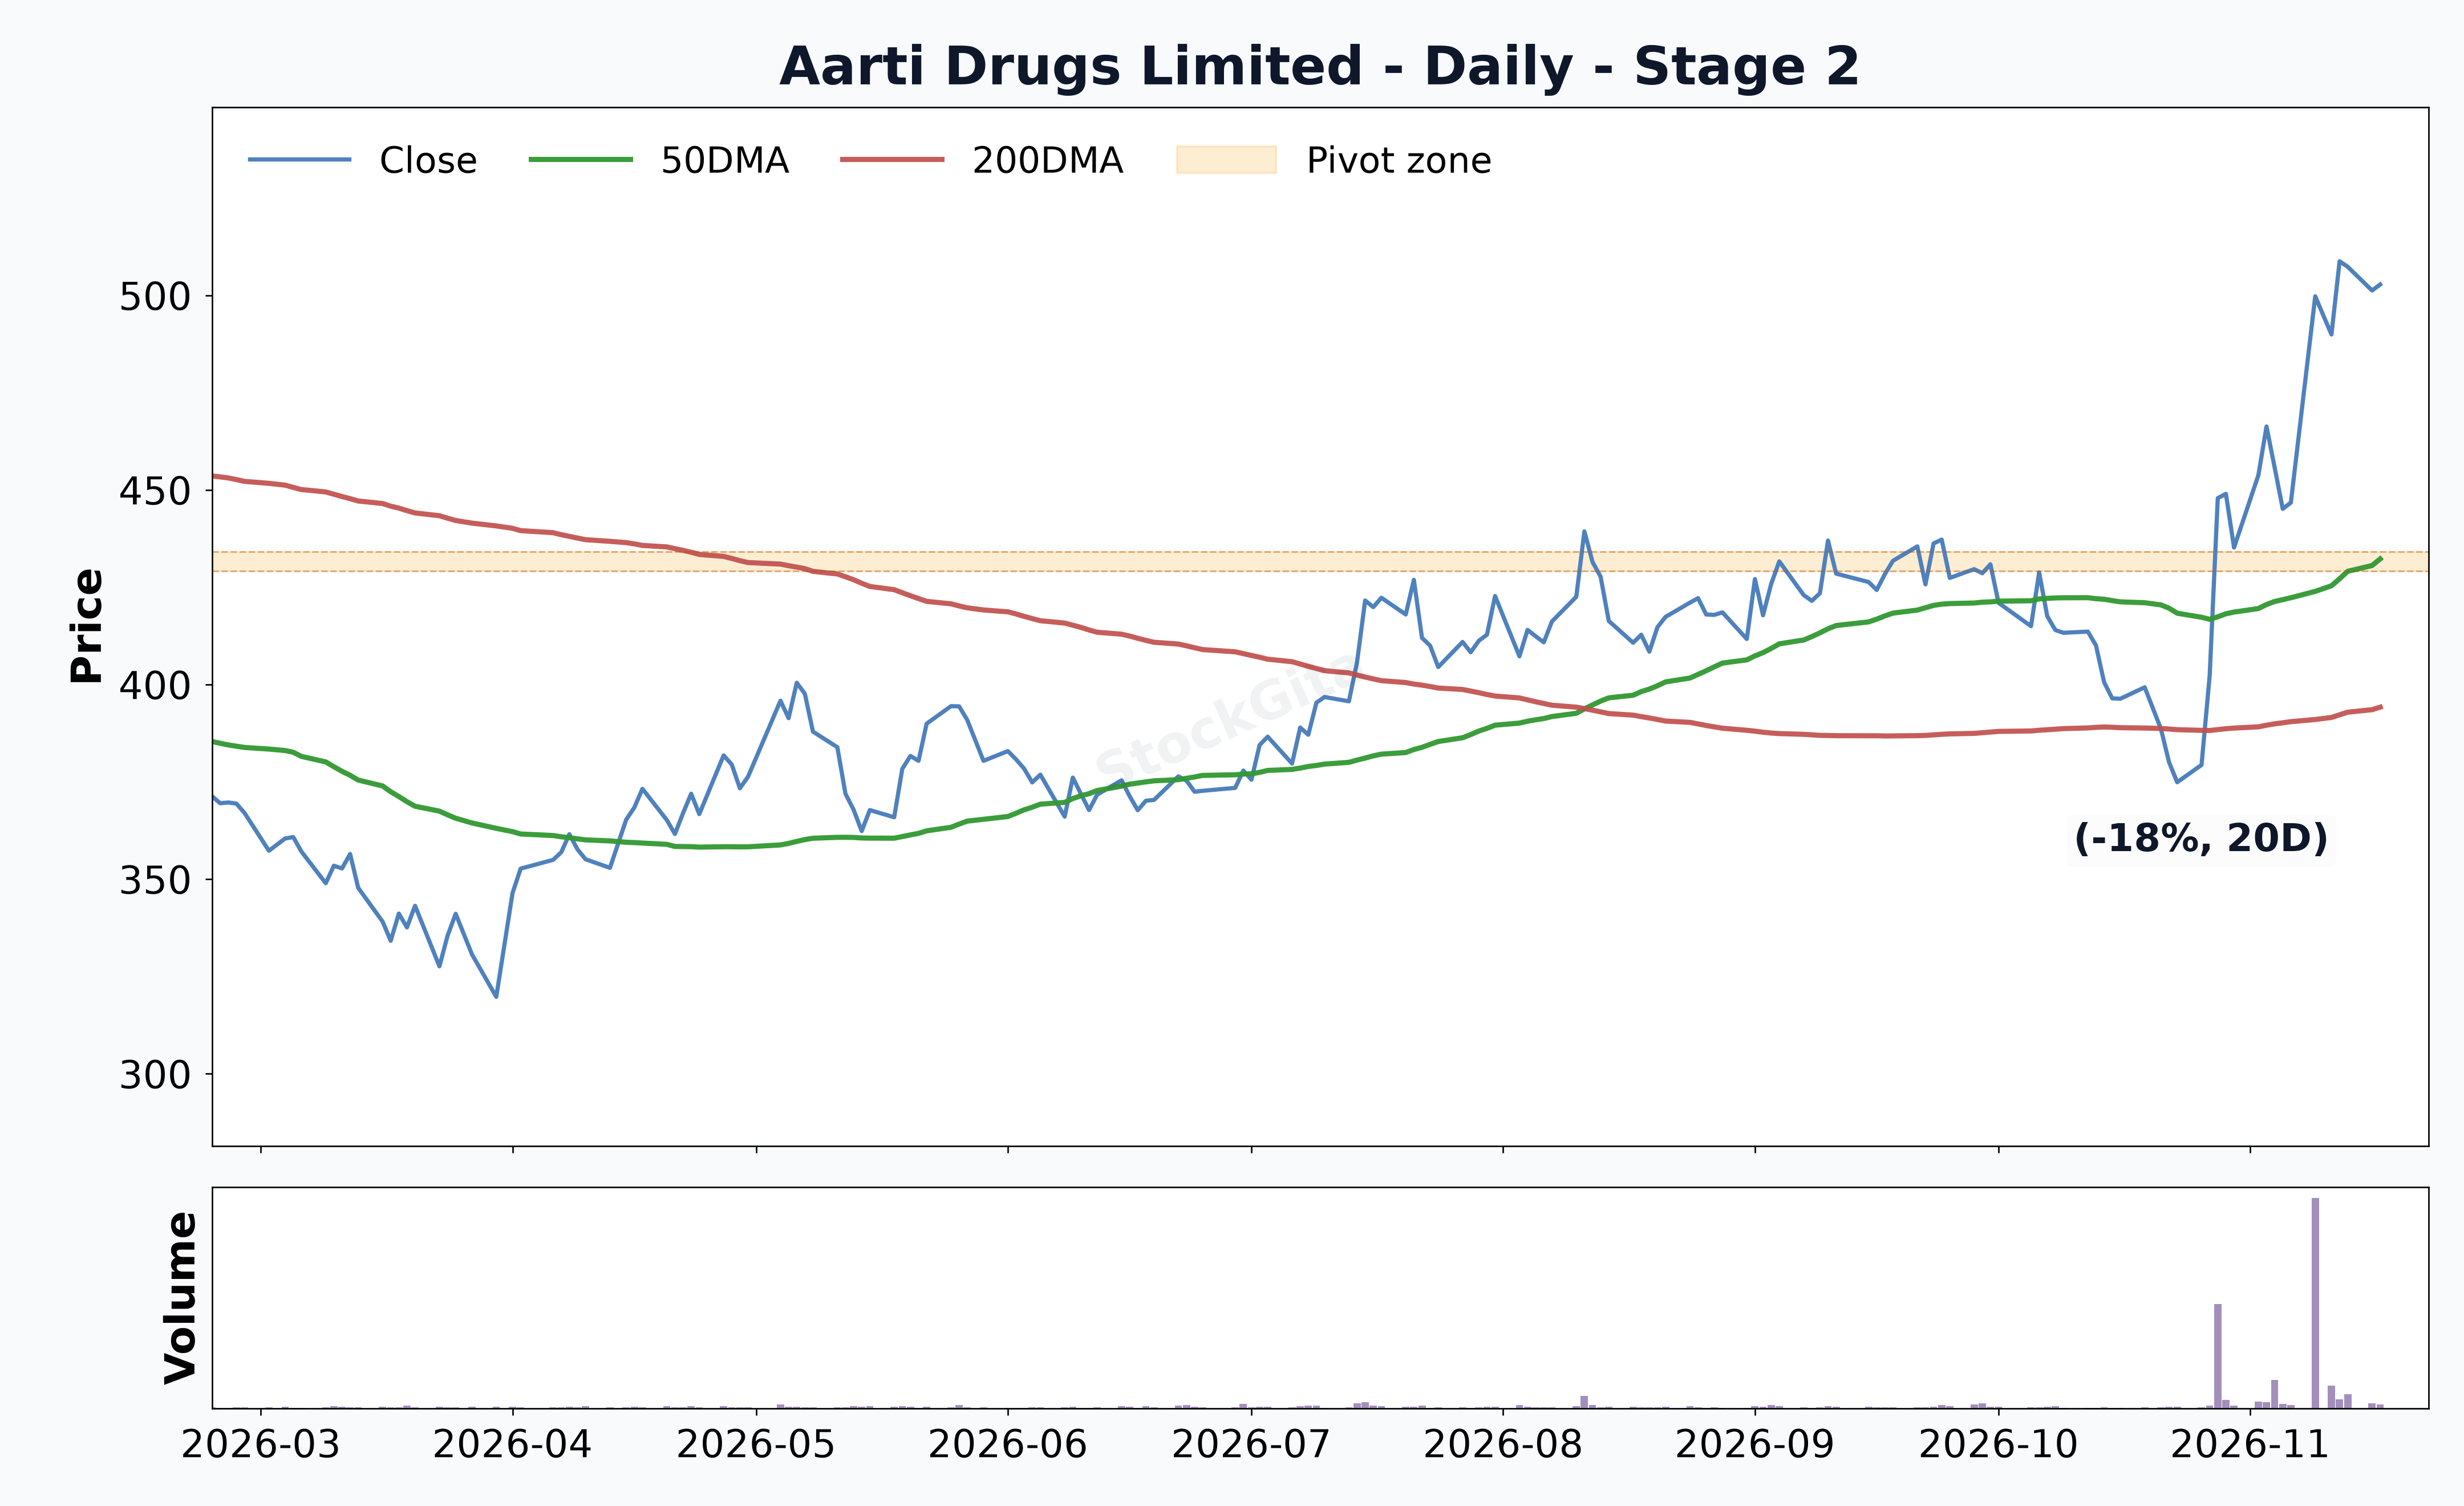 Aarti Drugs Limited - Daily - Stage 2
Close 50DMA 200DMA Pivot zone
Price
500
450
400
350
300
StockGita
(-18%, 20D)
Volume
2026-03 2026-04 2026-05 2026-06 2026-07 2026-08 2026-09 2026-10 2026-11